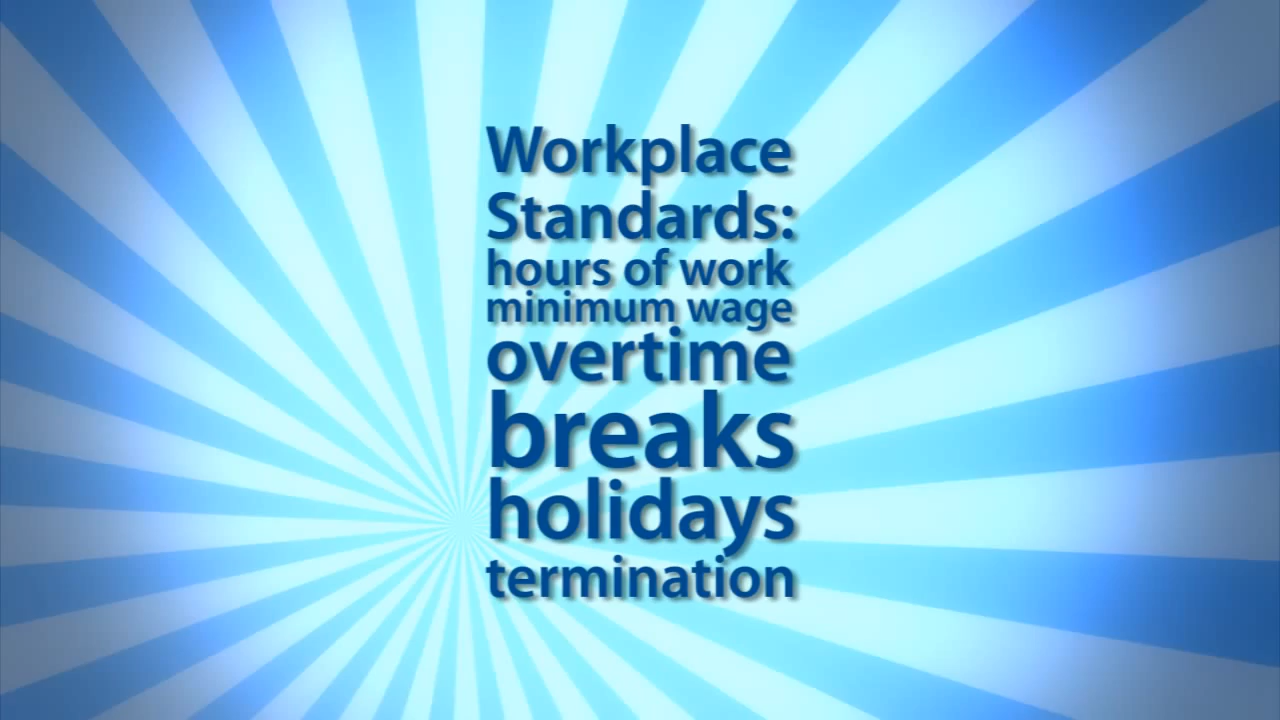 Workplace
Standards:
hours of work
minimum wage
overtime
breaks
holidays
termination